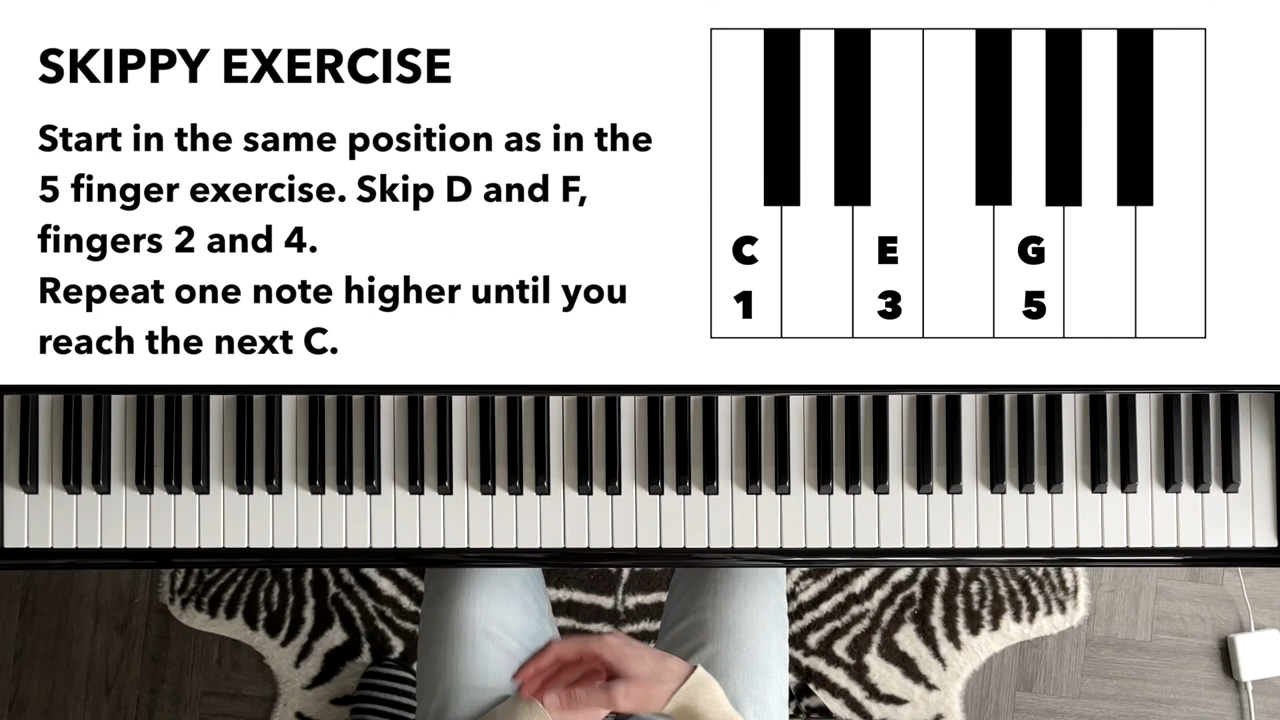 SKIPPY EXERCISE
Start in the same position as in the
5 finger exercise. Skip D and F,
fingers 2 and 4.
Repeat one note higher until you
reach the next C.
C E G
1 3 5